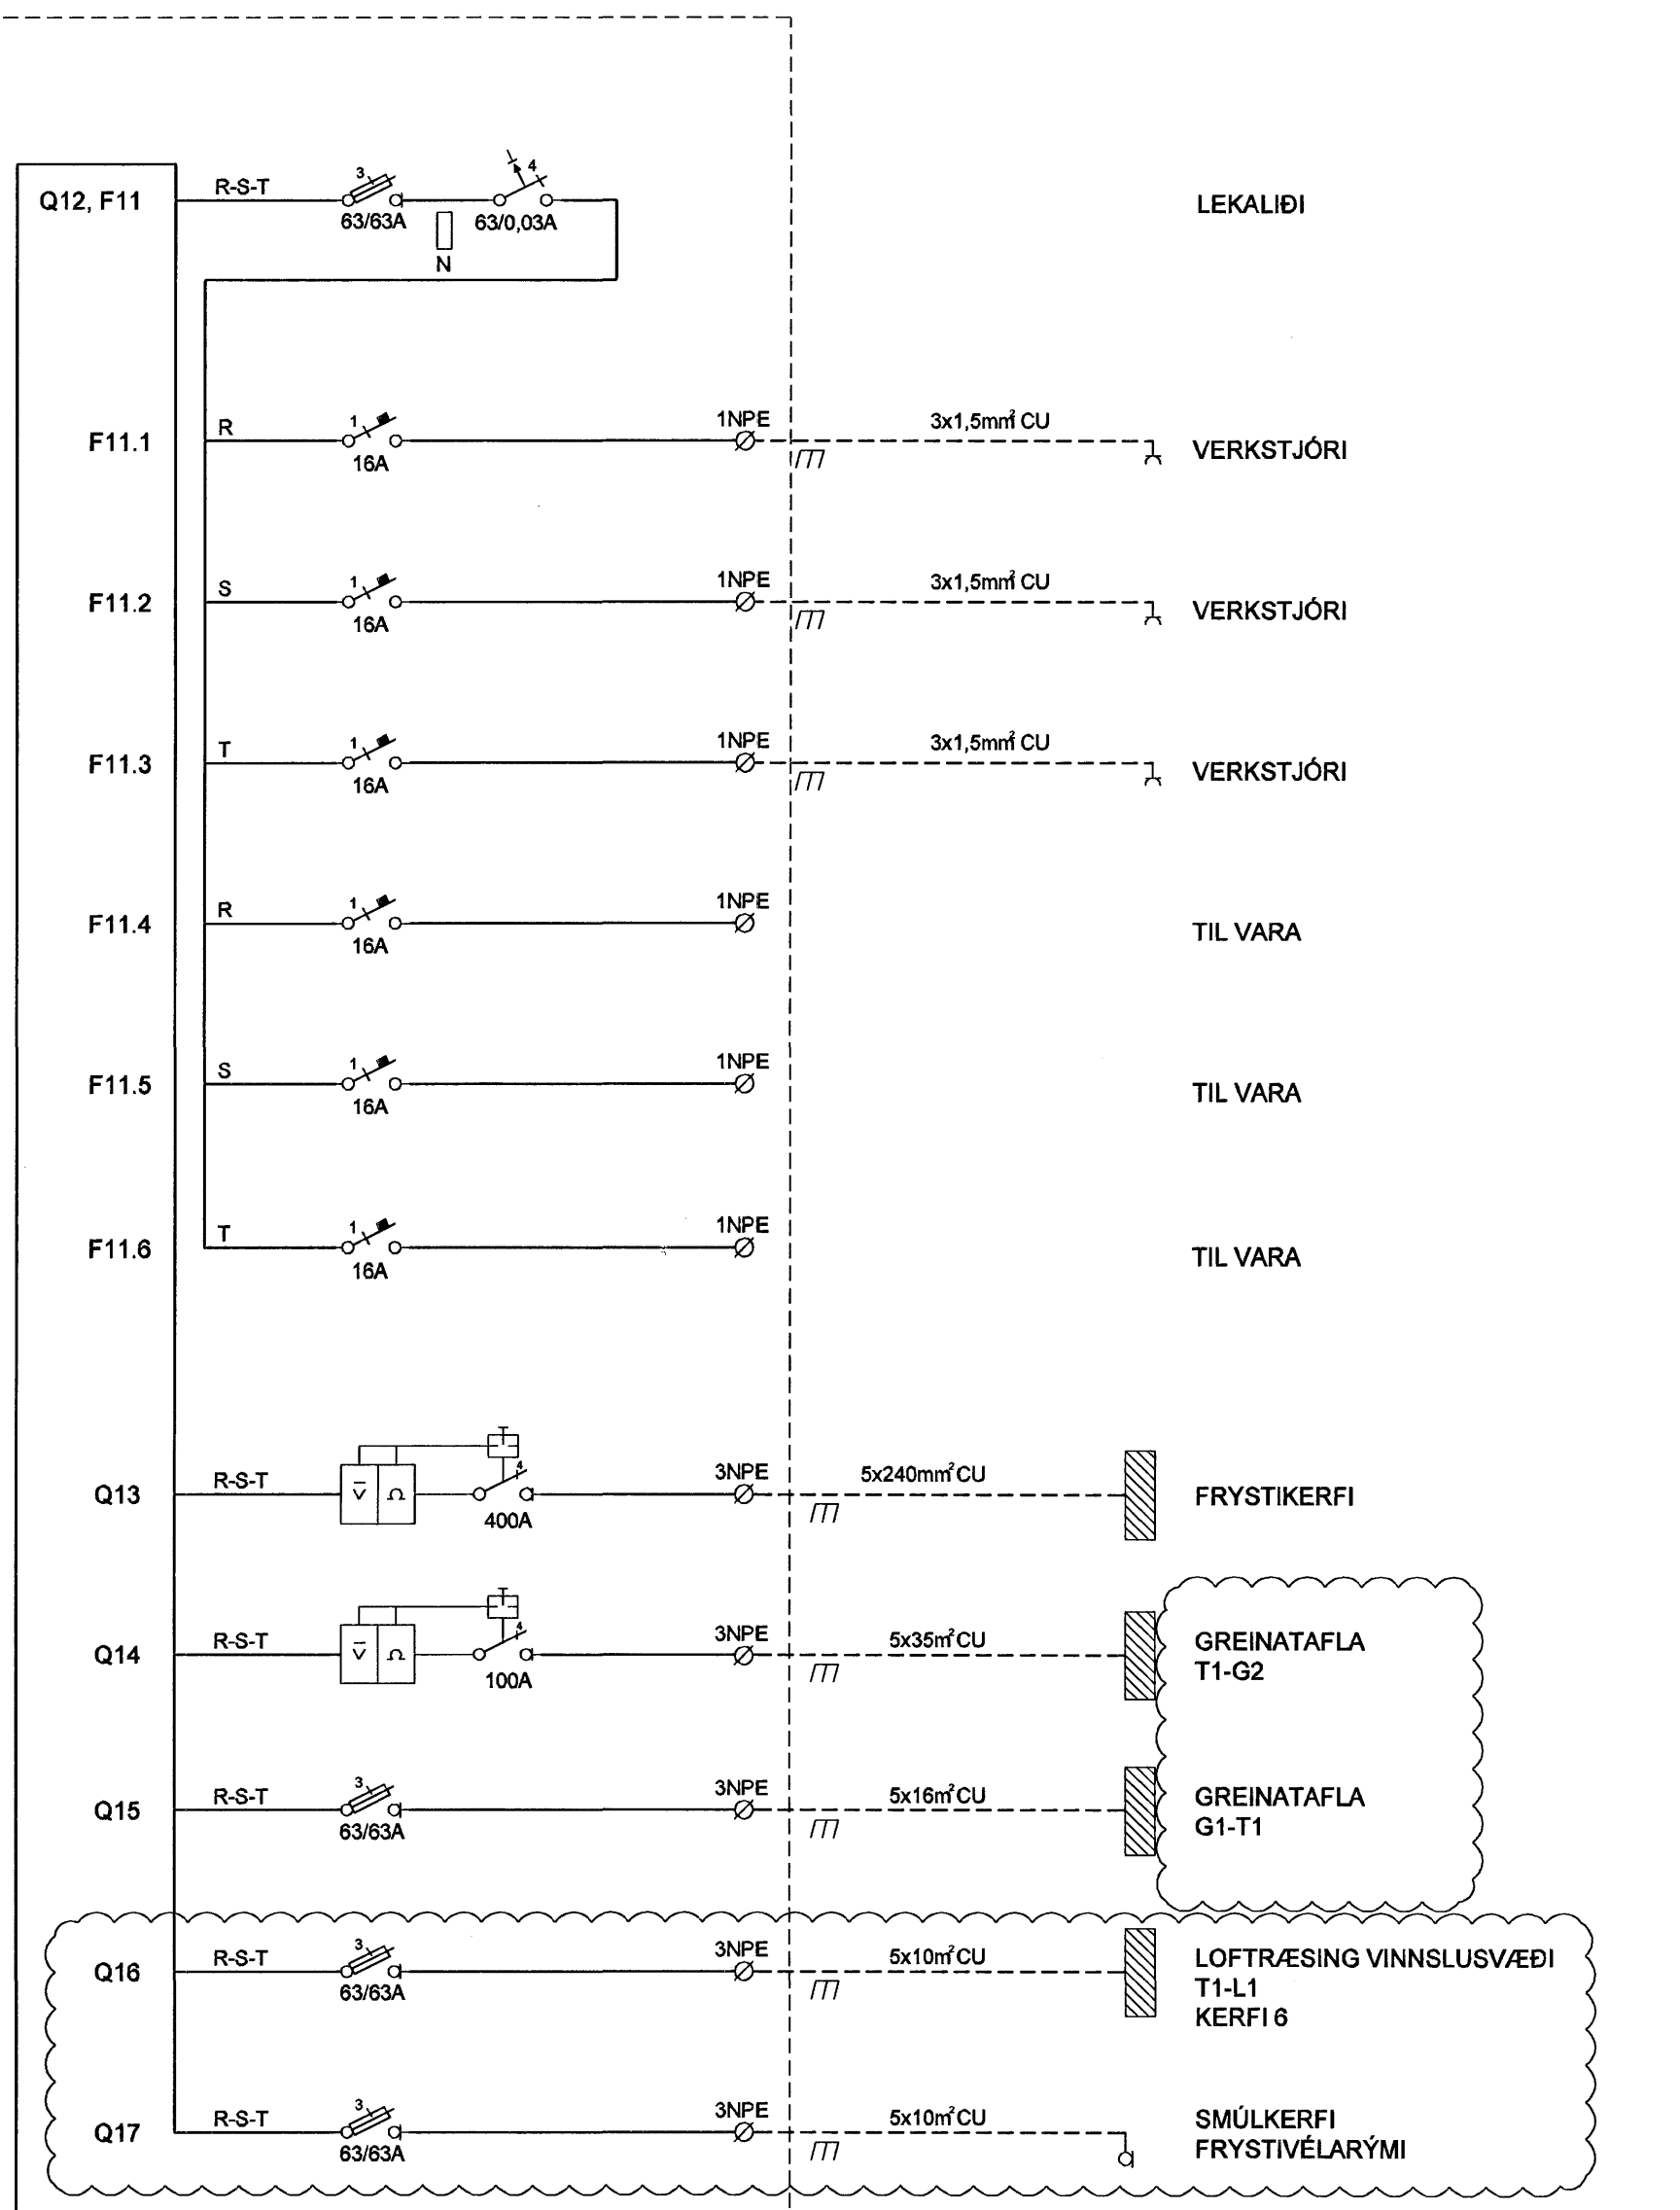 Q12, F11 R-S-T 3 63/63A N 4 63/0,03A LEKALIÐI
F11.1 R 1 16A 1NPE 3x1,5mm² CU VERKSTJÓRI
F11.2 S 1 16A 1NPE 3x1,5mm² CU VERKSTJÓRI
F11.3 T 1 16A 1NPE 3x1,5mm² CU VERKSTJÓRI
F11.4 R 1 16A 1NPE TIL VARA
F11.5 S 1 16A 1NPE TIL VARA
F11.6 T 1 16A 1NPE TIL VARA
Q13 R-S-T 4 400A 3NPE 5x240mm² CU FRYSTIKERFI
Q14 R-S-T 4 100A 3NPE 5x35m² CU GREINATAFLA
T1-G2
Q15 R-S-T 3 63/63A 3NPE 5x16m² CU GREINATAFLA
G1-T1
Q16 R-S-T 3 63/63A 3NPE 5x10m² CU LOFTRÆSING VINNSLUSVÆÐI
T1-L1
KERFI 6
Q17 R-S-T 3 63/63A 3NPE 5x10m² CU SMÚLKERFI
FRYSTIVÉLARÝMI